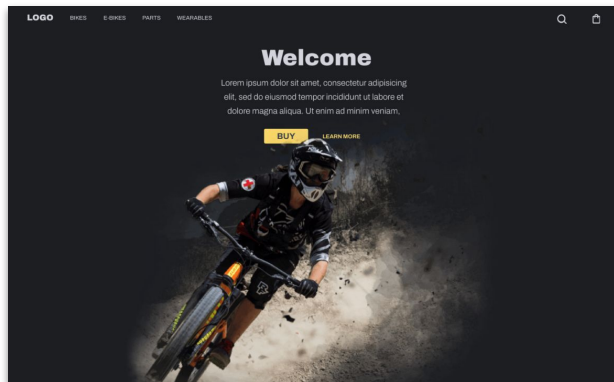 LOGO
BIKES
E-BIKES
PARTS
WEARABLES
Welcome
Lorem ipsum dolor sit amet, consectetur adipisicing
elit, sed do eiusmod tempor incididunt ut labore et
dolore magna aliqua. Ut enim ad minim veniam,
BUY
LEARN MORE